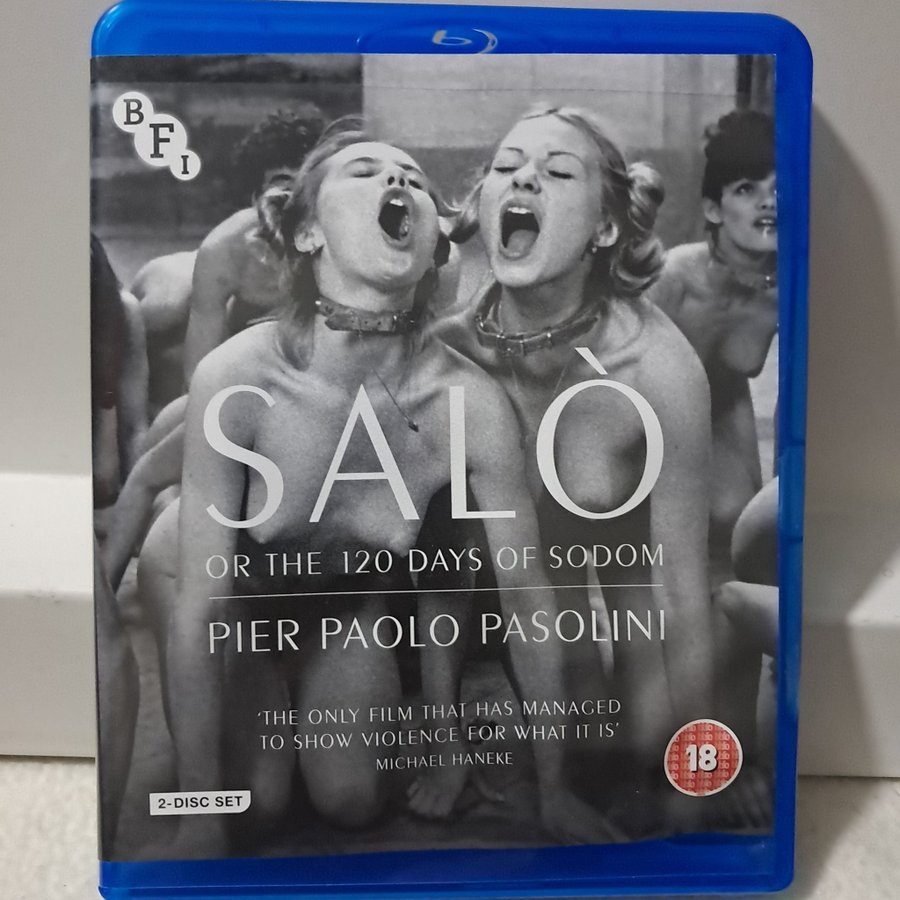 BFI
SALÒ
OR THE 120 DAYS OF SODOM
PIER PAOLO PASOLINI
'THE ONLY FILM THAT HAS MANAGED
TO SHOW VIOLENCE FOR WHAT IT IS'
MICHAEL HANEKE
18
2-DISC SET